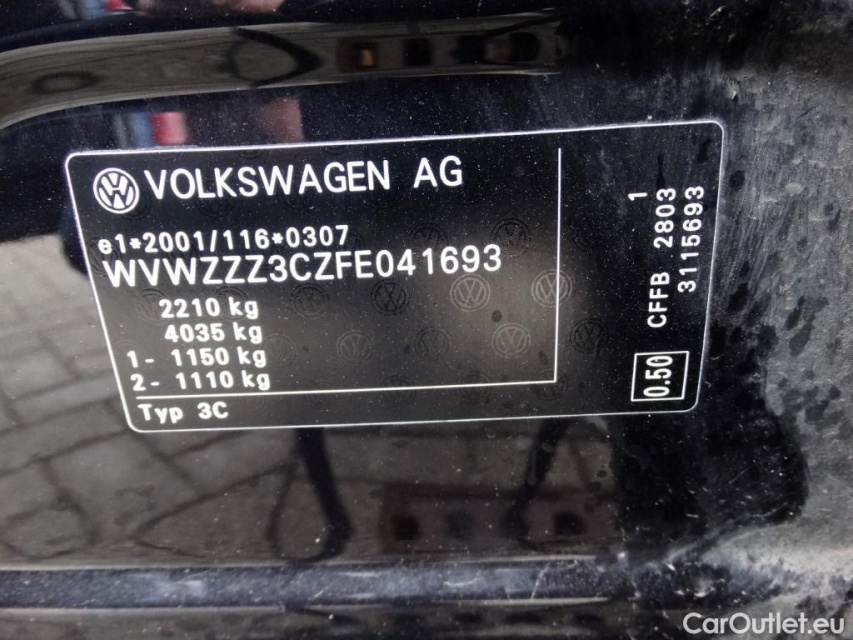 VOLKSWAGEN AG
e1*2001/116*0307
WVWZZZ3CZFE041693
2210 kg
4035 kg
1- 1150 kg
2- 1110 kg
Typ 3C
1
CFFB 2803
3115693
0.50
CarOutlet.eu